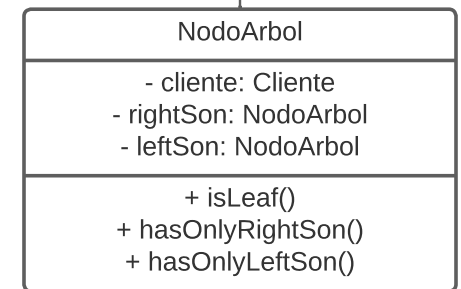 NodoArbol
- cliente: Cliente
- rightSon: NodoArbol
- leftSon: NodoArbol
+ isLeaf()
+ hasOnlyRightSon()
+ hasOnlyLeftSon()